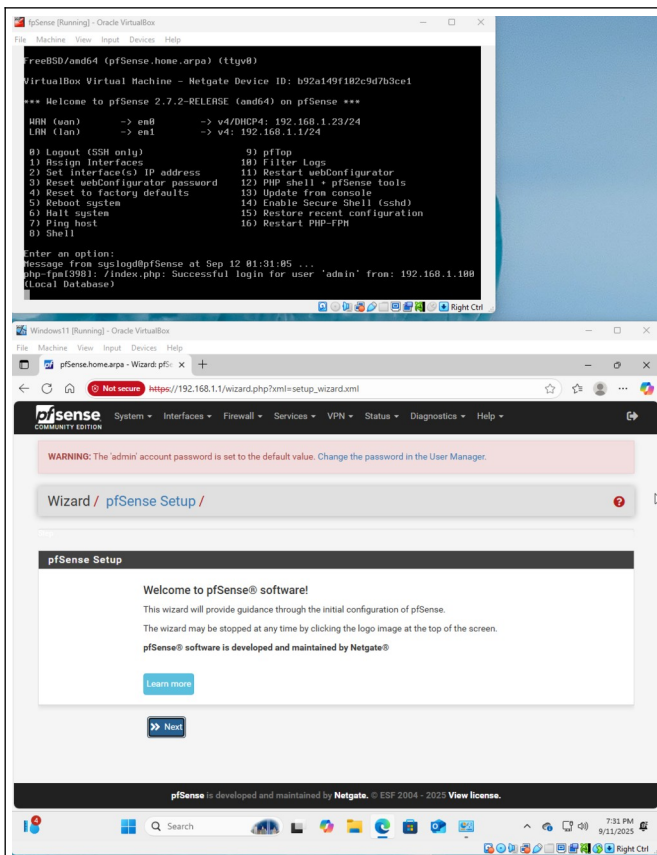 fpSense [Running] - Oracle VirtualBox
File Machine View Input Devices Help
FreeBSD/amd64 (pfSense.home.arpa) (ttyv0)
VirtualBox Virtual Machine - Netgate Device ID: b92a149f102c9d7b3ce1
*** Welcome to pfSense 2.7.2-RELEASE (amd64) on pfSense ***
WAN (wan) -> em0 -> v4/DHCP4: 192.168.1.23/24
LAN (lan) -> em1 -> v4: 192.168.1.1/24
0) Logout (SSH only) 9) pfTop
1) Assign Interfaces 10) Filter Logs
2) Set interface(s) IP address 11) Restart webConfigurator
3) Reset webConfigurator password 12) PHP shell + pfSense tools
4) Reset to factory defaults 13) Update from console
5) Reboot system 14) Enable Secure Shell (sshd)
6) Halt system 15) Restore recent configuration
7) Ping host 16) Restart PHP-FPM
8) Shell
Enter an option:
Message from syslogd@pfSense at Sep 12 01:31:05 ...
php-fpm[398]: /index.php: Successful login for user 'admin' from: 192.168.1.100
(Local Database)
Right Ctrl
Windows11 [Running] - Oracle VirtualBox
File Machine View Input Devices Help
pfSense.home.arpa - Wizard: pfSe
Not secure https://192.168.1.1/wizard.php?xml=setup_wizard.xml
pfsense COMMUNITY EDITION System Interfaces Firewall Services VPN Status Diagnostics Help
WARNING: The 'admin' account password is set to the default value. Change the password in the User Manager.
Wizard / pfSense Setup /
pfSense Setup
Welcome to pfSense® software!
This wizard will provide guidance through the initial configuration of pfSense.
The wizard may be stopped at any time by clicking the logo image at the top of the screen.
pfSense® software is developed and maintained by Netgate®
Learn more
Next
pfSense is developed and maintained by Netgate. © ESF 2004 - 2025 View license.
4
Search
7:31 PM
9/11/2025
Right Ctrl